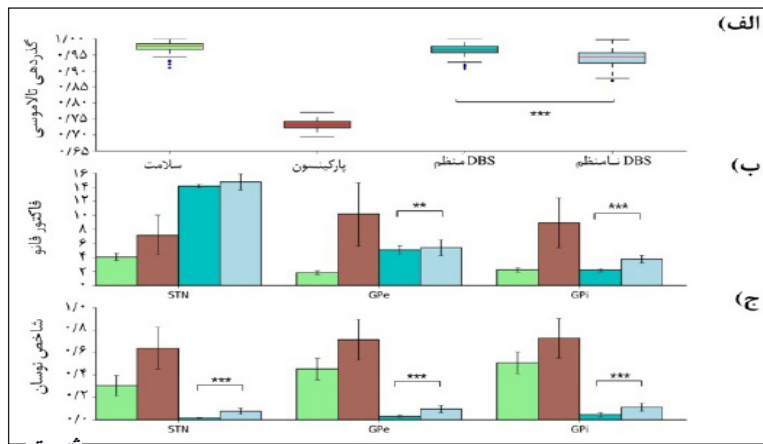 الف)
گذردهی تالاموسی
۱/۰۰
۰/۹۵
۰/۹۰
۰/۸۵
۰/۸۰
۰/۷۵
۰/۷۰
۰/۶۵
***
سلامت پارکینسون DBS منظم DBS نامنظم
ب)
فاکتور فانو
۱۶
۱۴
۱۲
۱۰
۸
۶
۴
۲
۰
** ***
STN GPe GPi
ج)
شاخص نوسان
۱/۰
۰/۸
۰/۶
۰/۴
۰/۲
۰/۰
*** *** ***
STN GPe GPi